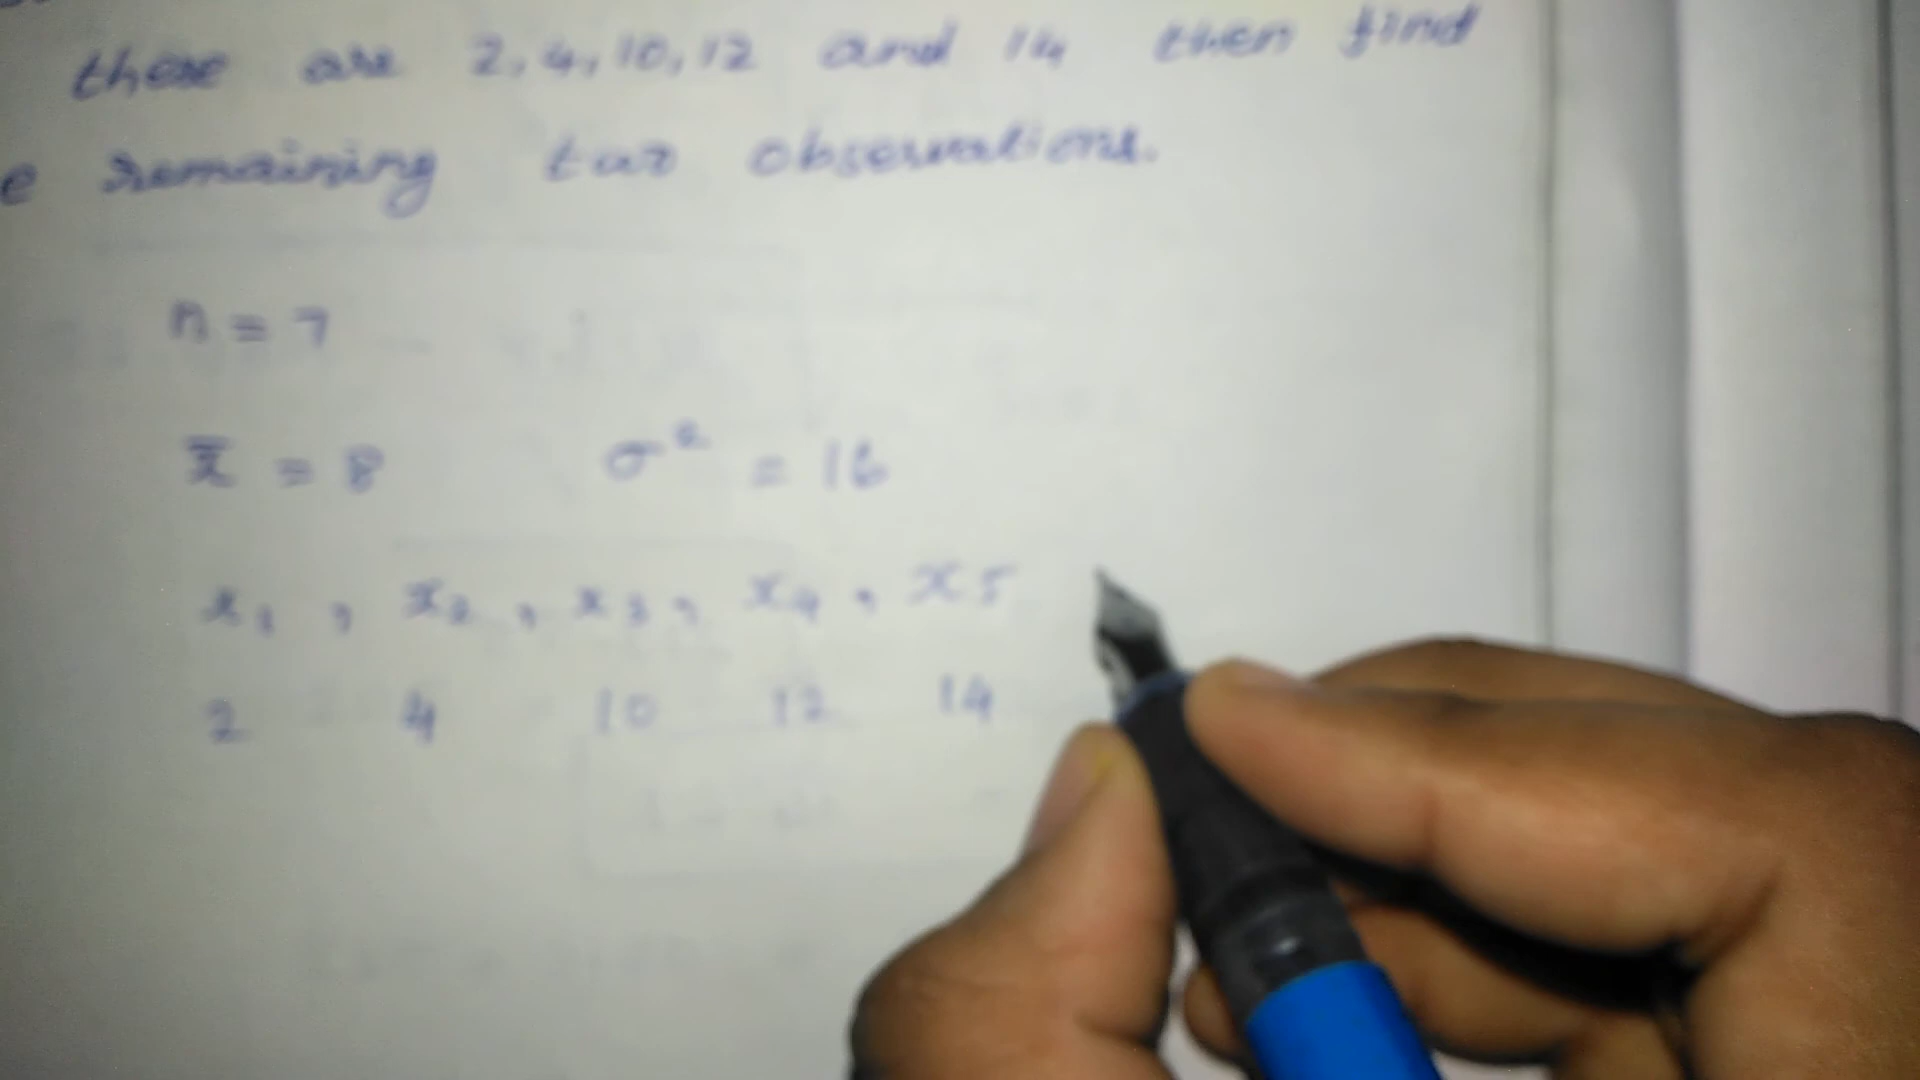 these are 2, 4, 10, 12 and 14 then find
e remaining two observations.
n = 7
x̄ = 8 σ² = 16
x₁ , x₂ , x₃ , x₄ , x₅
2 4 10 12 14